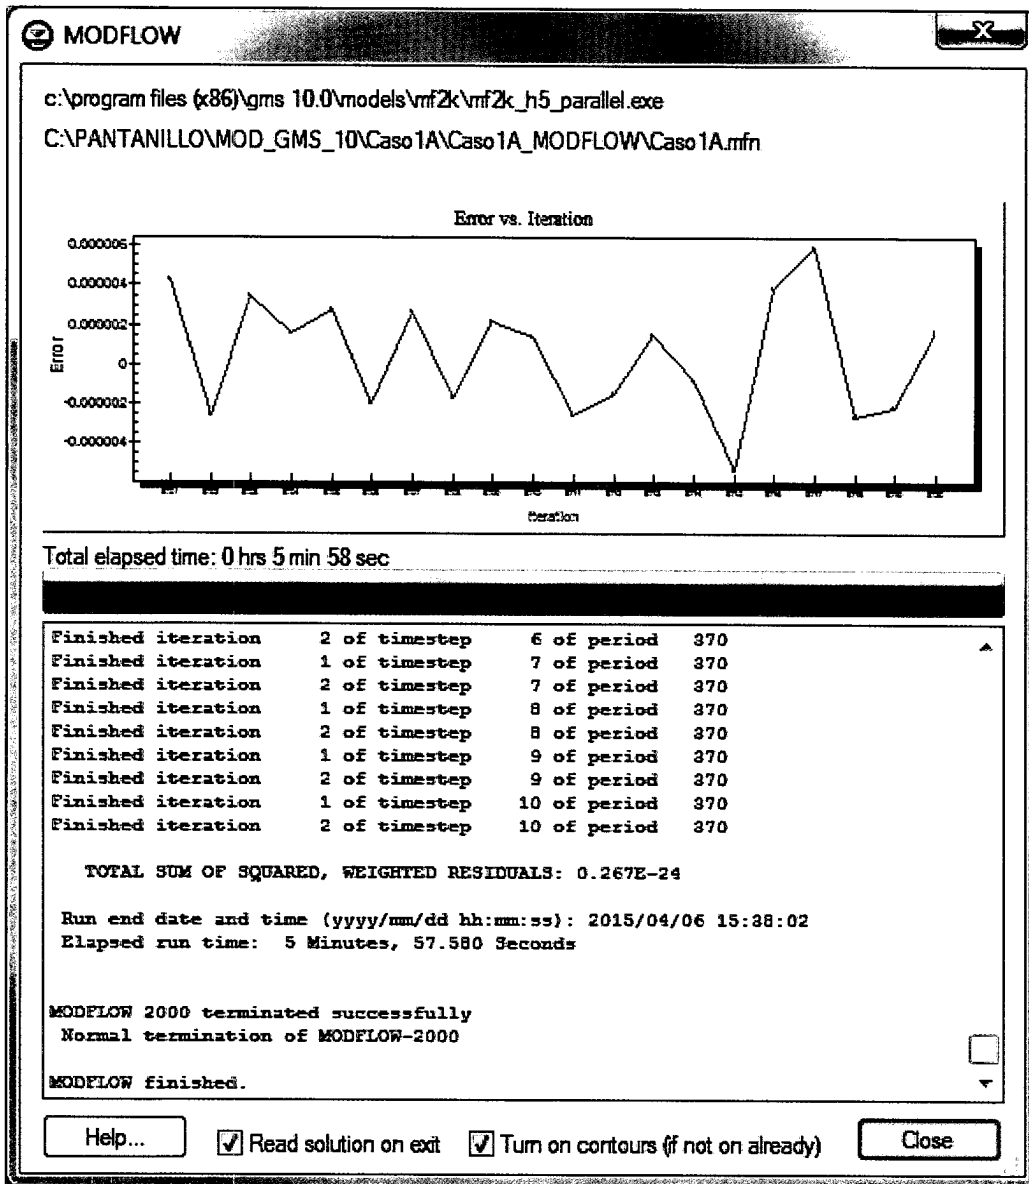 MODFLOW
c:\program files (x86)\gms 10.0\models\mf2k\mf2k_h5_parallel.exe
C:\PANTANILLO\MOD_GMS_10\Caso1A\Caso1A_MODFLOW\Caso1A.mfn
Error vs. Iteration
0.000006
0.000004
0.000002
0
-0.000002
-0.000004
Error
Iteration
Total elapsed time: 0 hrs 5 min 58 sec
Finished iteration 2 of timestep 6 of period 370
Finished iteration 1 of timestep 7 of period 370
Finished iteration 2 of timestep 7 of period 370
Finished iteration 1 of timestep 8 of period 370
Finished iteration 2 of timestep 8 of period 370
Finished iteration 1 of timestep 9 of period 370
Finished iteration 2 of timestep 9 of period 370
Finished iteration 1 of timestep 10 of period 370
Finished iteration 2 of timestep 10 of period 370
TOTAL SUM OF SQUARED, WEIGHTED RESIDUALS: 0.267E-24
Run end date and time (yyyy/mm/dd hh:mm:ss): 2015/04/06 15:38:02
Elapsed run time: 5 Minutes, 57.580 Seconds
MODFLOW 2000 terminated successfully
Normal termination of MODFLOW-2000
MODFLOW finished.
Help... Read solution on exit Turn on contours (if not on already) Close